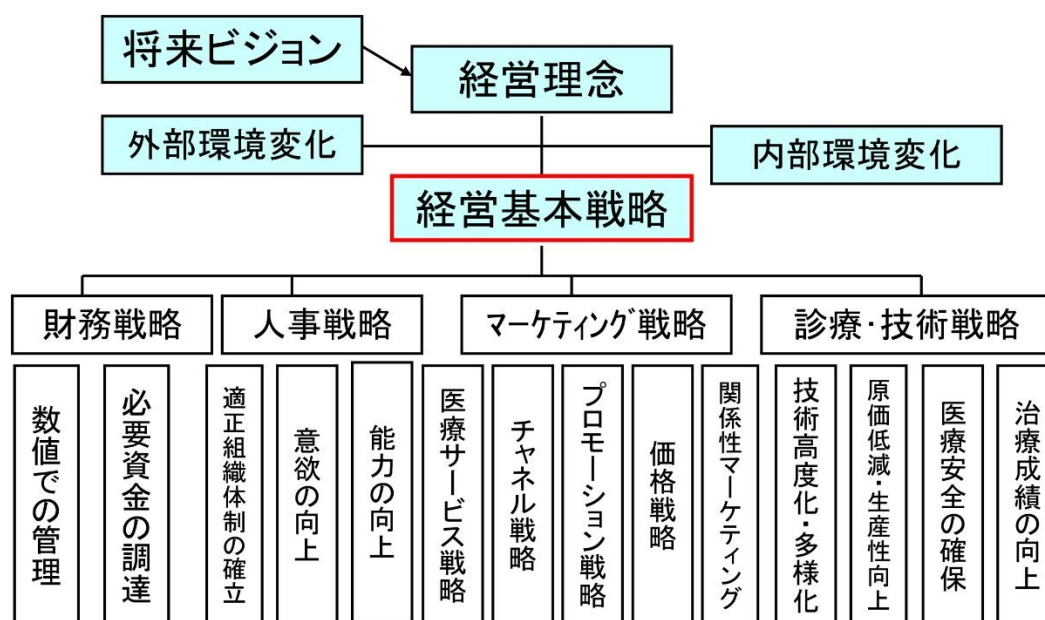 将来ビジョン
経営理念
外部環境変化
内部環境変化
経営基本戦略
財務戦略
人事戦略
マーケティング戦略
診療・技術戦略
数値での管理
必要資金の調達
適正組織体制の確立
意欲の向上
能力の向上
医療サービス戦略
チャネル戦略
プロモーション戦略
価格戦略
関係性マーケティング
技術高度化・多様化
原価低減・生産性向上
医療安全の確保
治療成績の向上